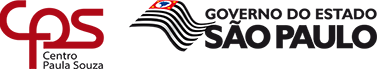 cps
Centro
Paula Souza
GOVERNO DO ESTADO
SÃO PAULO